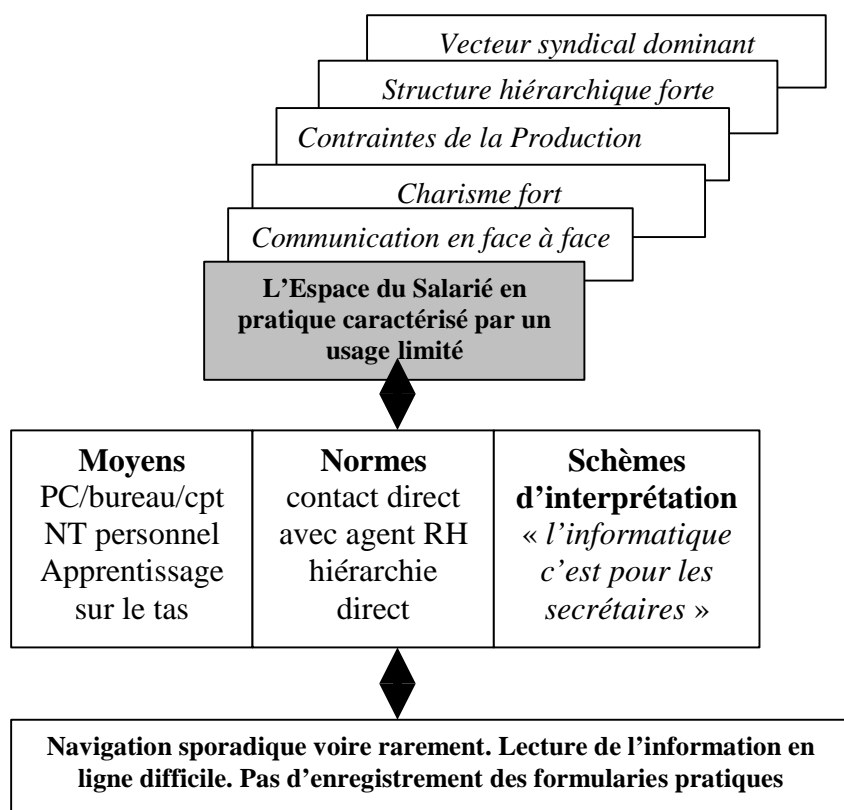 Vecteur syndical dominant
Structure hiérarchique forte
Contraintes de la Production
Charisme fort
Communication en face à face
L’Espace du Salarié en
pratique caractérisé par un
usage limité
Moyens
PC/bureau/cpt
NT personnel
Apprentissage
sur le tas
Normes
contact direct
avec agent RH
hiérarchie
direct
Schèmes
d’interprétation
« l’informatique
c’est pour les
secrétaires »
Navigation sporadique voire rarement. Lecture de l’information en
ligne difficile. Pas d’enregistrement des formularies pratiques